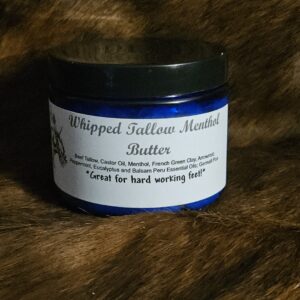 Whipped Tallow Menthol
Butter
Beef Tallow, Castor Oil, Menthol, French Green Clay, Arrowroot,
Peppermint, Eucalyptus and Balsam Peru Essential Oils,
"Great for hard working feet!"